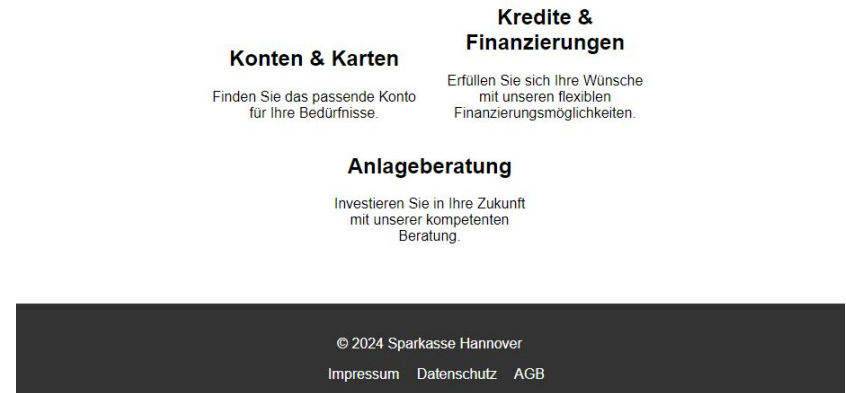 Konten & Karten
Finden Sie das passende Konto
für Ihre Bedürfnisse.
Kredite &
Finanzierungen
Erfüllen Sie sich Ihre Wünsche
mit unseren flexiblen
Finanzierungsmöglichkeiten.
Anlageberatung
Investieren Sie in Ihre Zukunft
mit unserer kompetenten
Beratung.
© 2024 Sparkasse Hannover
Impressum Datenschutz AGB